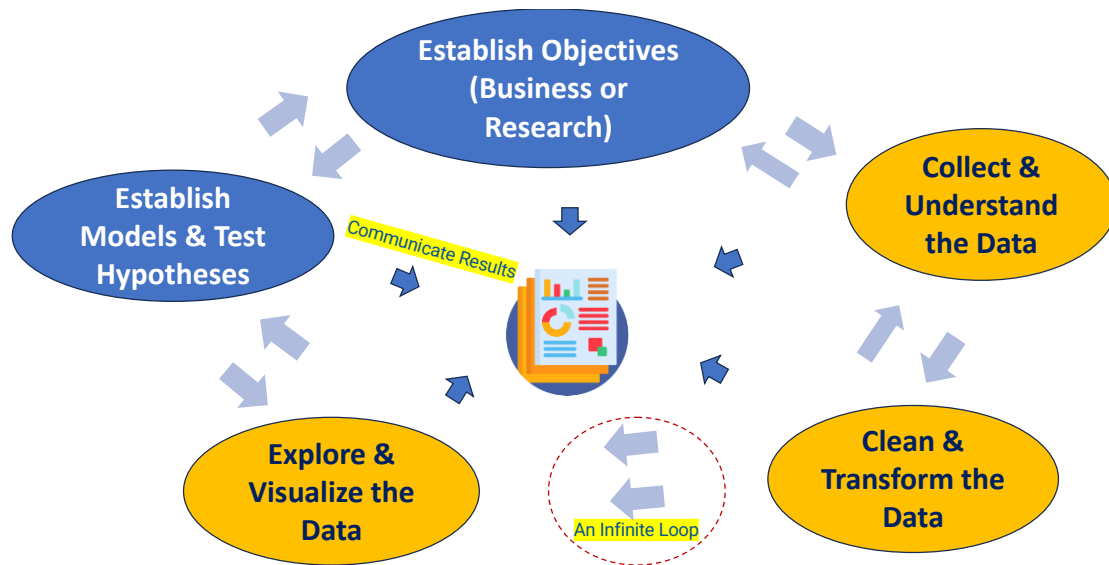 Establish Objectives
(Business or
Research)
Collect &
Understand
the Data
Establish
Models & Test
Hypotheses
Communicate Results
Explore &
Visualize the
Data
An Infinite Loop
Clean &
Transform the
Data